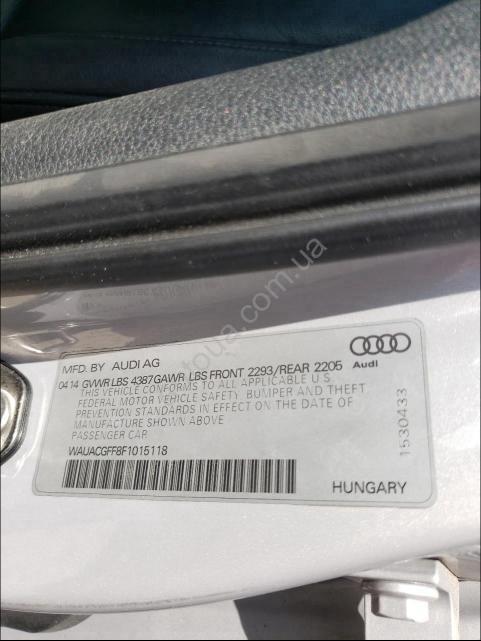 MFD. BY AUDI AG
04 14 GVWR LBS 4387 GAWR LBS FRONT 2293/REAR 2205
THIS VEHICLE CONFORMS TO ALL APPLICABLE U S
FEDERAL MOTOR VEHICLE SAFETY, BUMPER AND THEFT
PREVENTION STANDARDS IN EFFECT ON THE DATE OF
MANUFACTURE SHOWN ABOVE
PASSENGER CAR
WAUACGFF8F1015118
HUNGARY
Audi
1530433